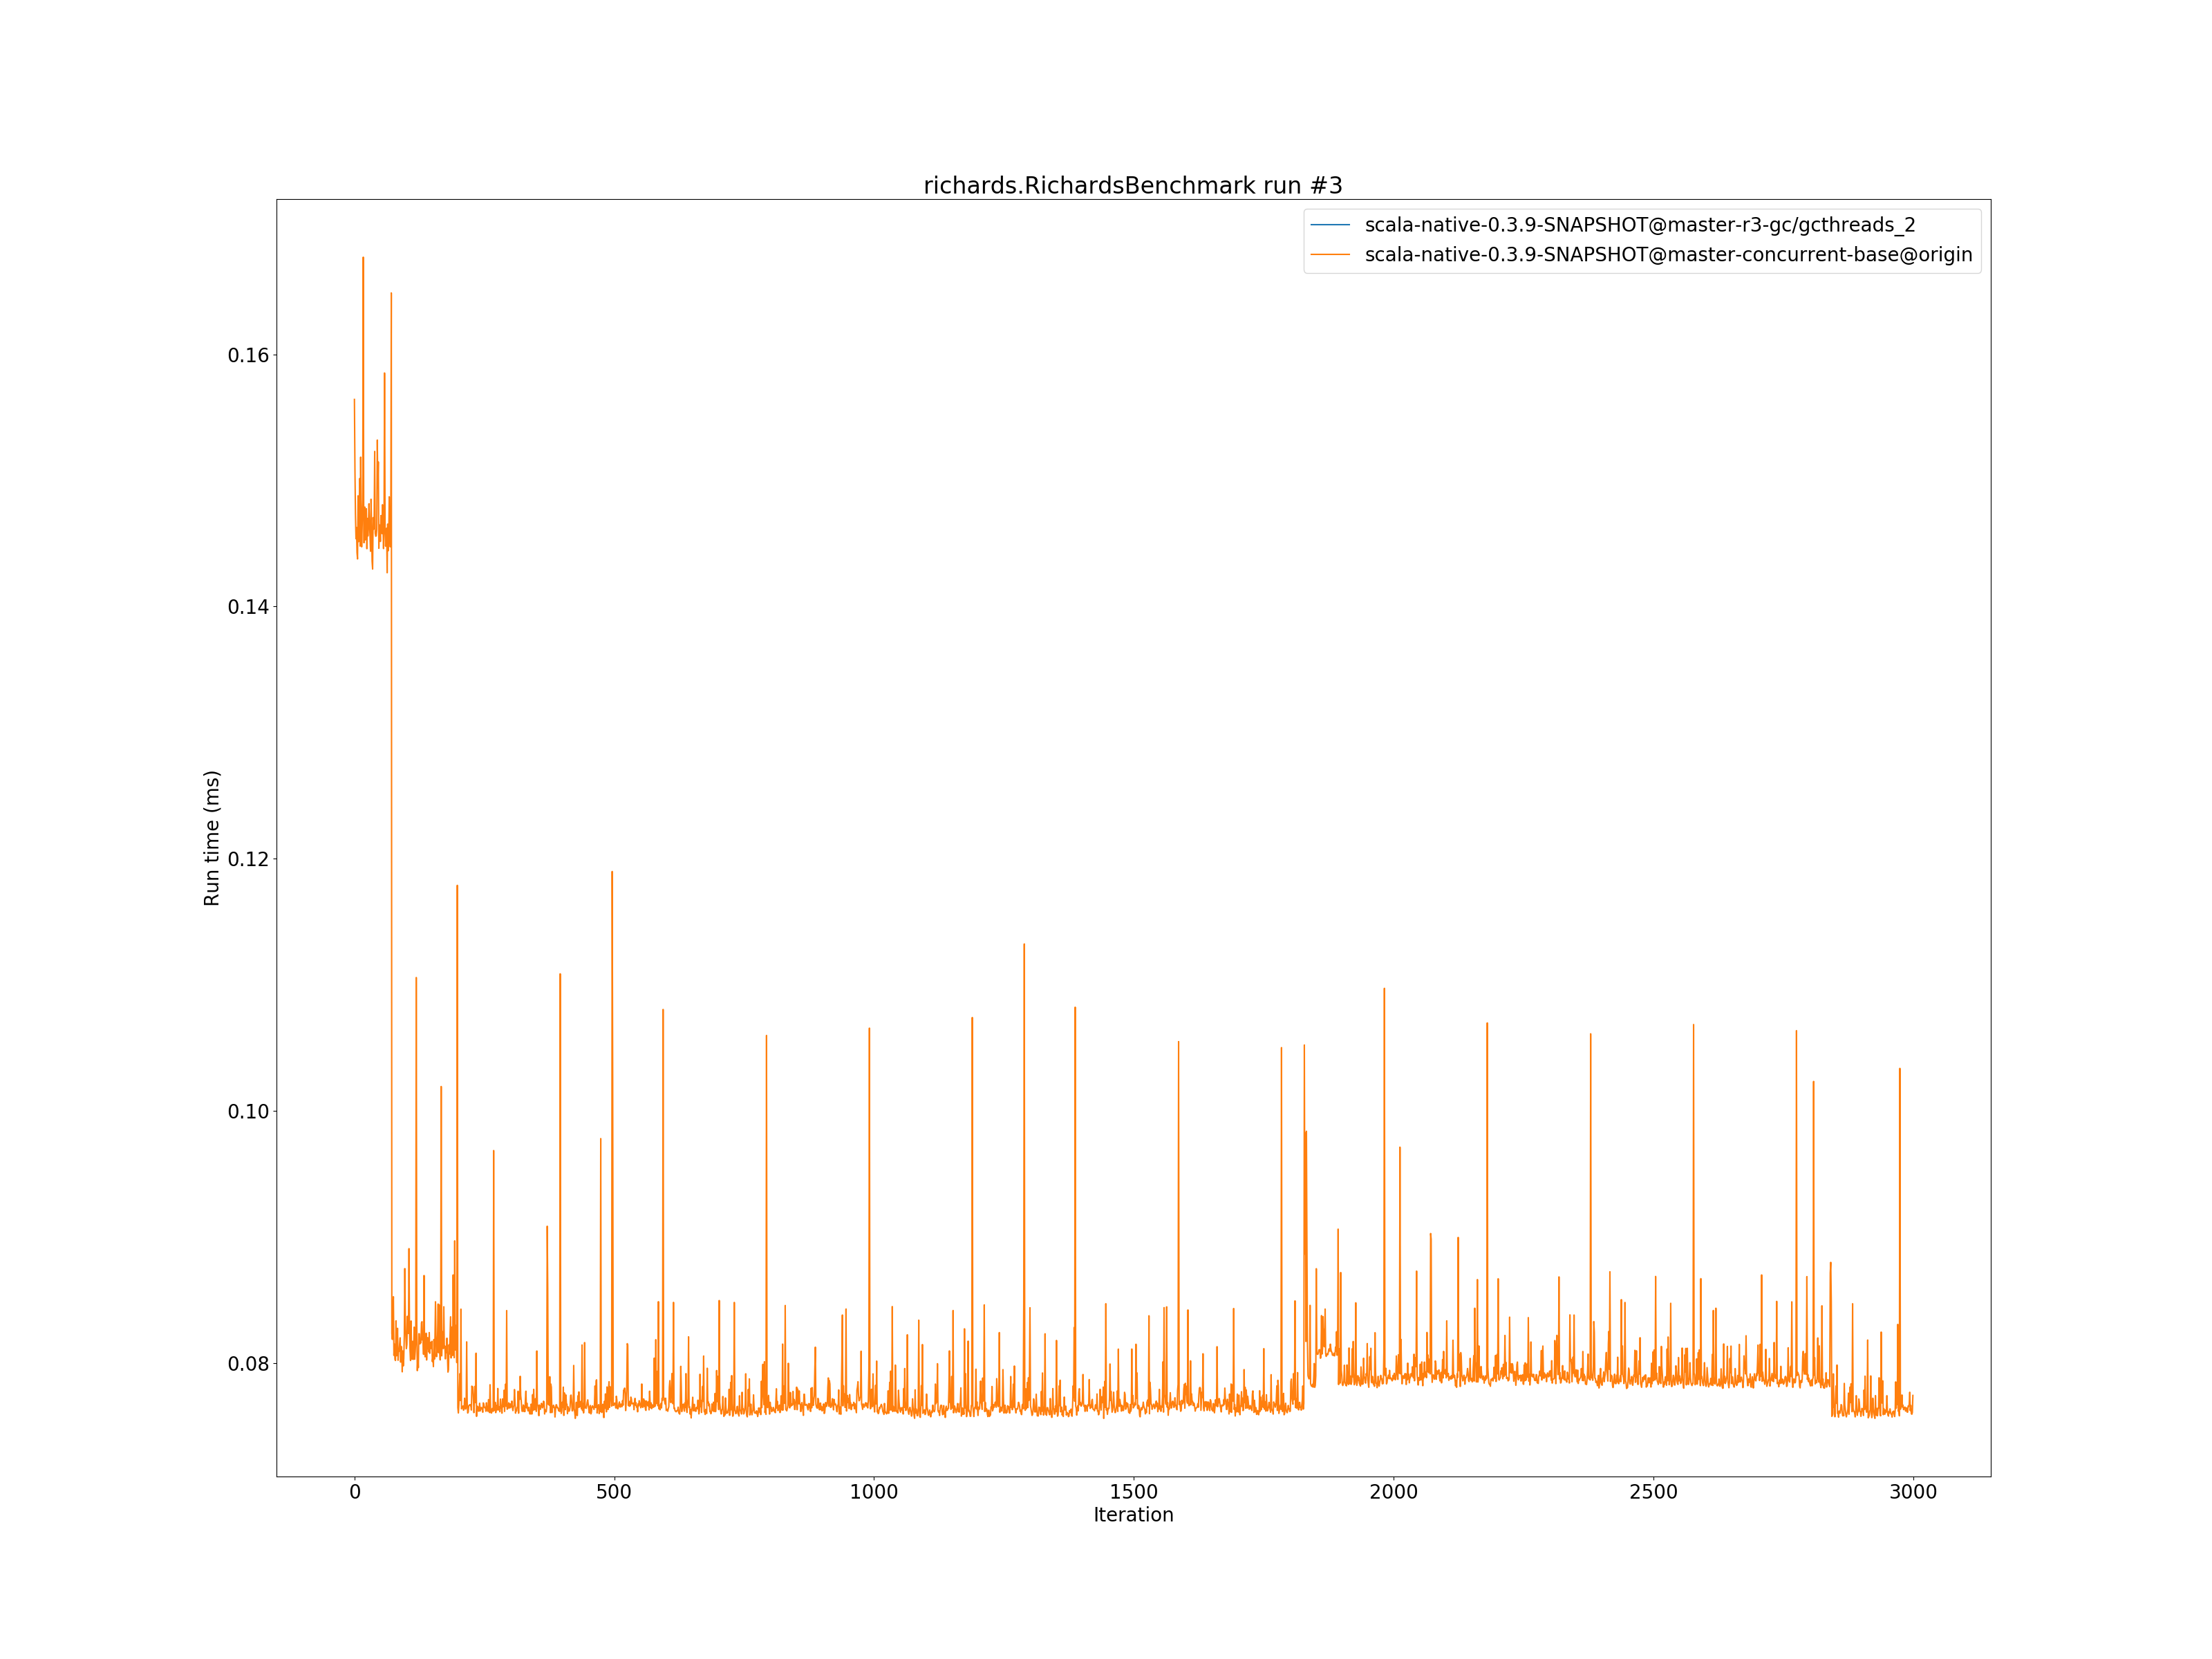 richards.RichardsBenchmark run #3
scala-native-0.3.9-SNAPSHOT@master-r3-gc/gcthreads_2
scala-native-0.3.9-SNAPSHOT@master-concurrent-base@origin
0.16
0.14
0.12
0.10
0.08
Run time (ms)
0 500 1000 1500 2000 2500 3000
Iteration